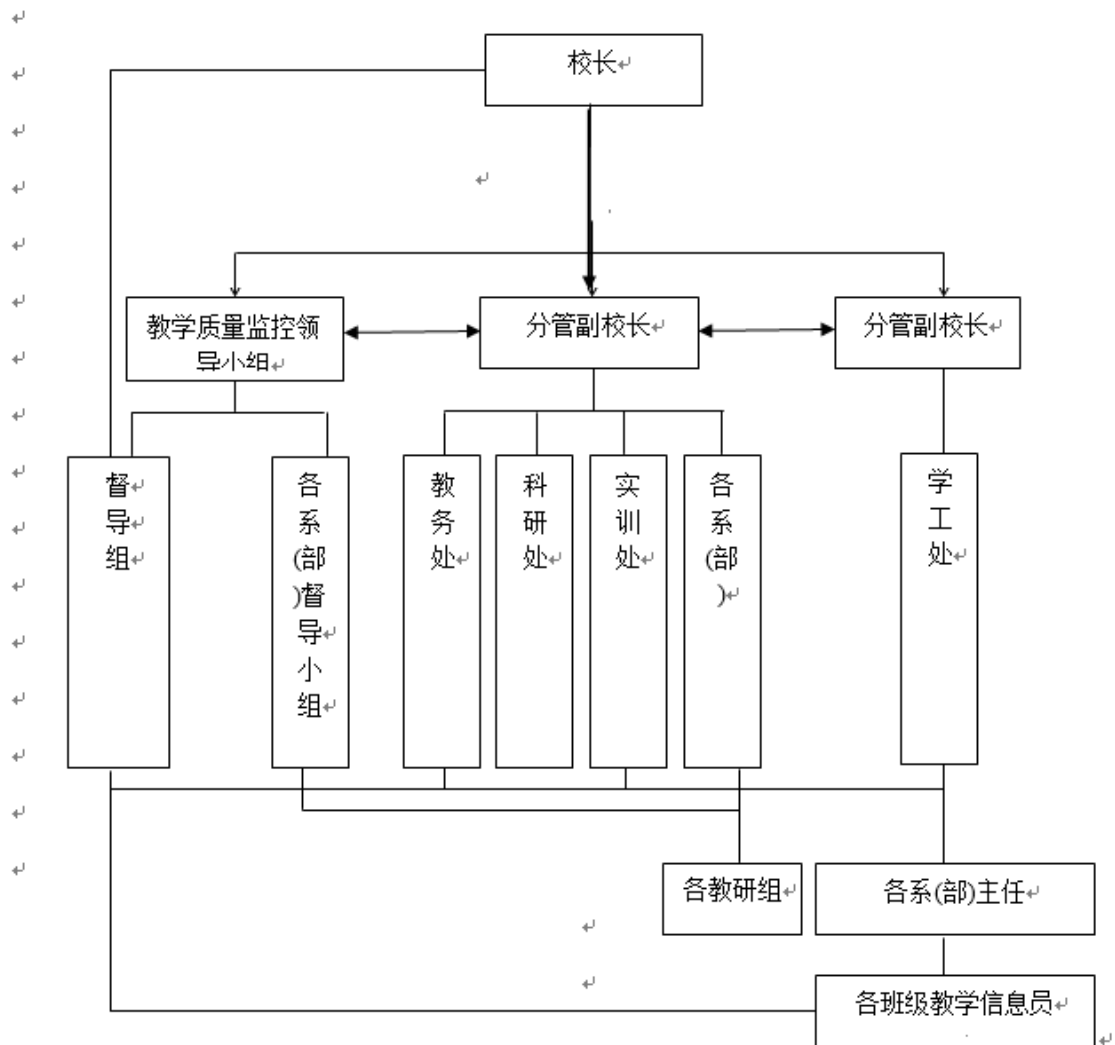 校长
教学质量监控领
导小组
分管副校长
分管副校长
督
导
组
各
系
(部
)督
导
小
组
教
务
处
科
研
处
实
训
处
各
系
(部
)
学
工
处
各教研组
各系(部)主任
各班级教学信息员